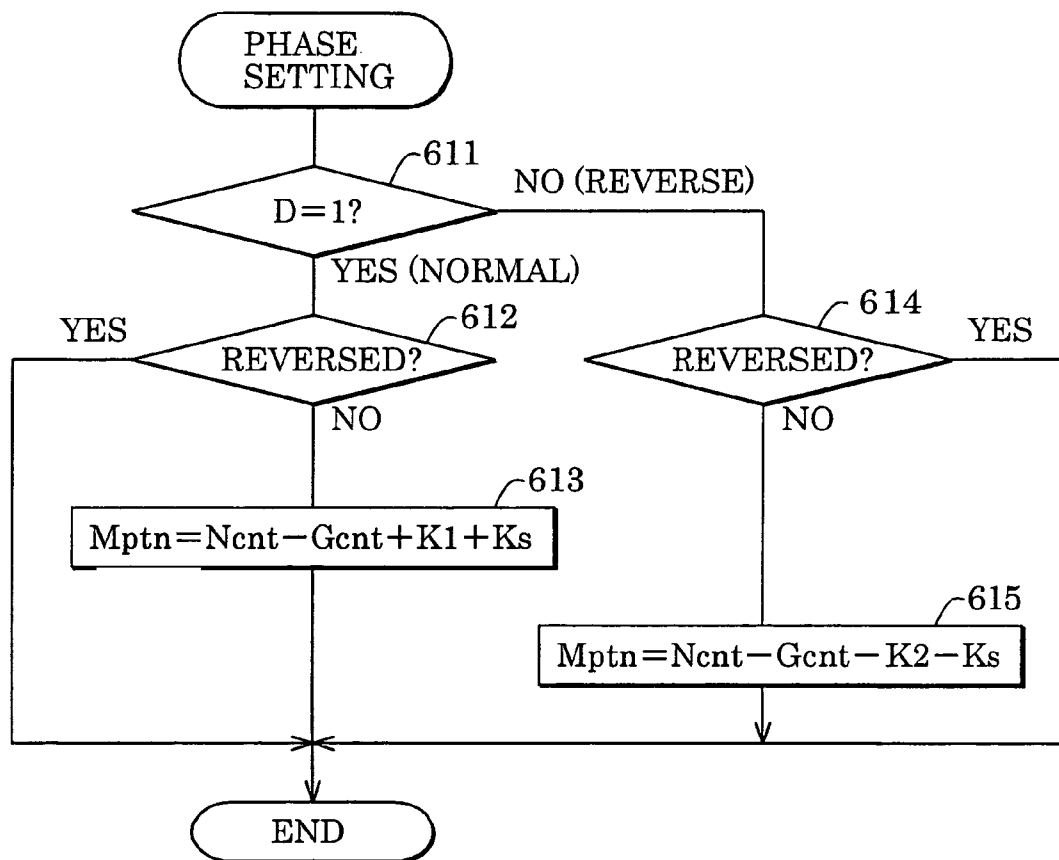 PHASE
SETTING
611
D=1?
NO (REVERSE)
YES (NORMAL)
612
YES
REVERSED?
NO
614
YES
REVERSED?
NO
613
Mptn=Ncnt−Gcnt+K1+Ks
615
Mptn=Ncnt−Gcnt−K2−Ks
END